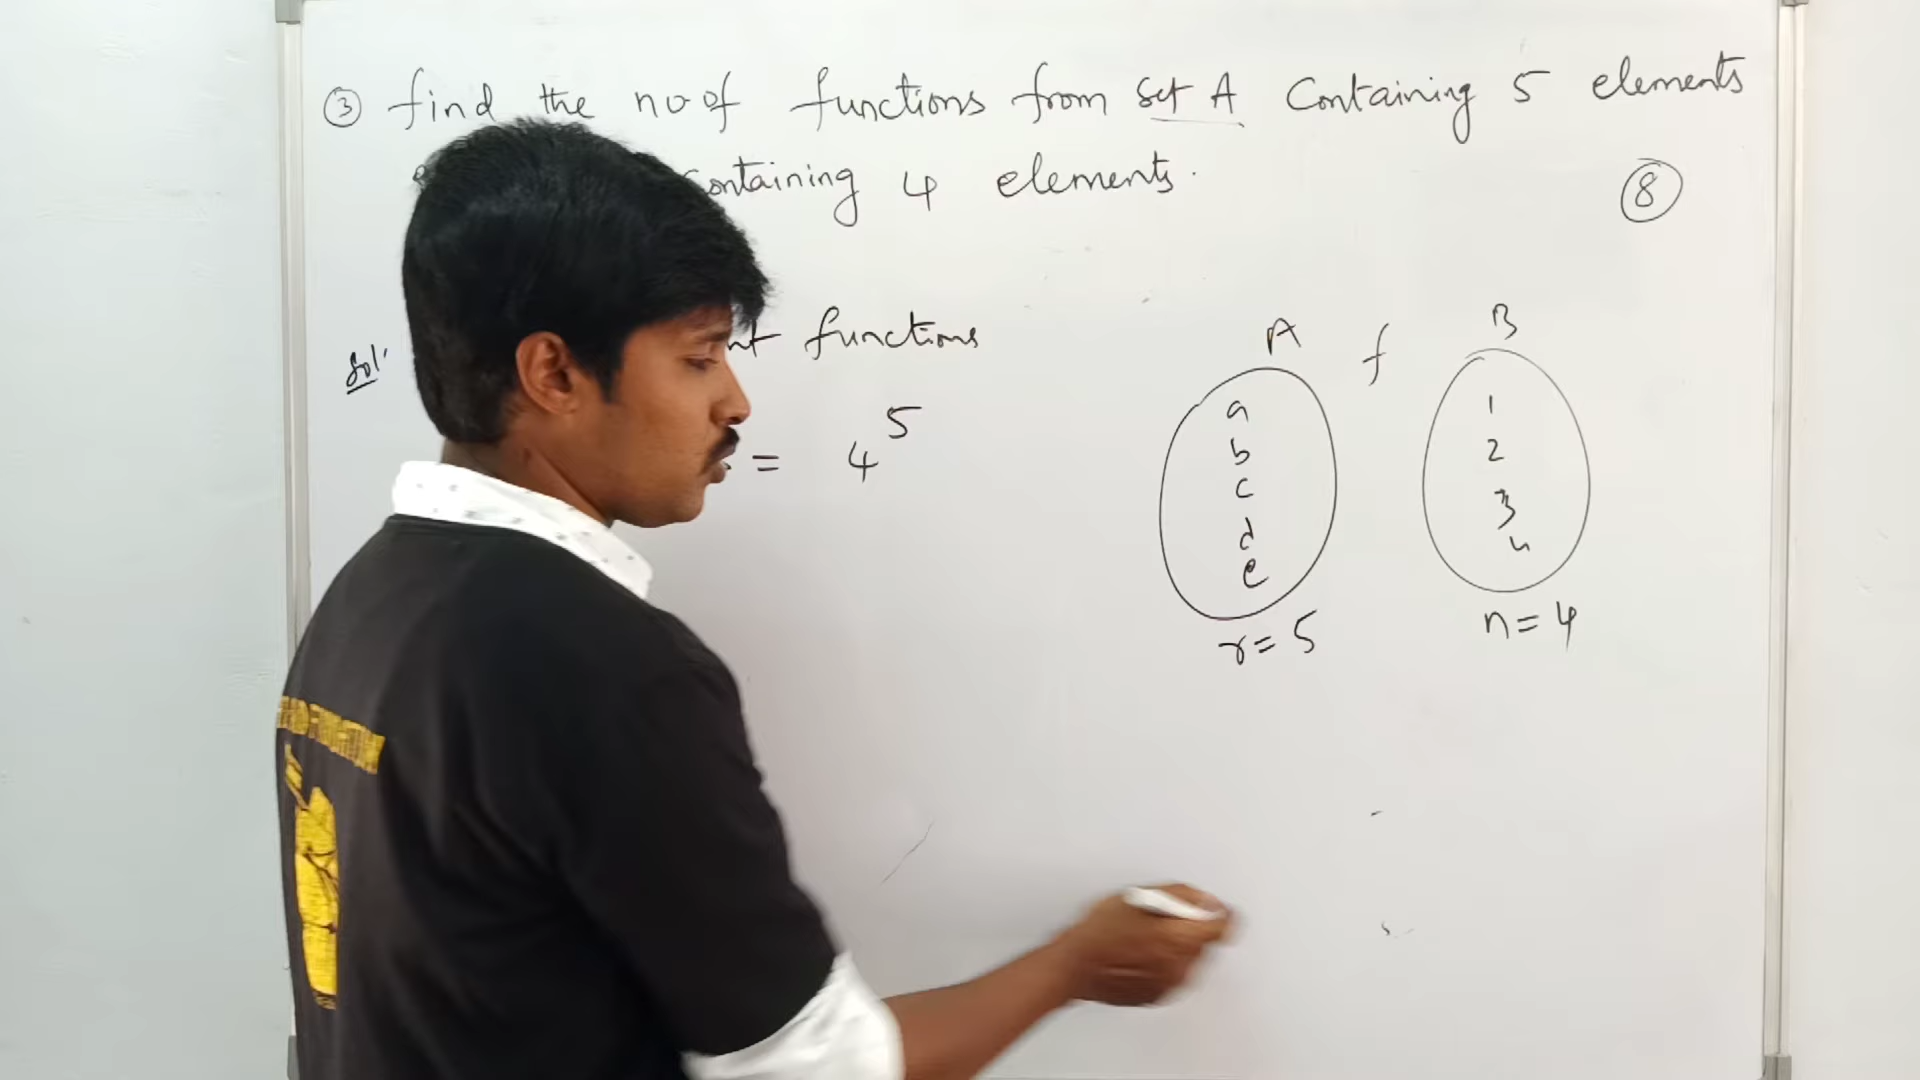 ③ find the no of functions from Set A Containing 5 elements
containing 4 elements.
⑧
Sol: functions
= 4^5
A f B
a
b
c
d
e
1
2
3
4
r = 5
n = 4